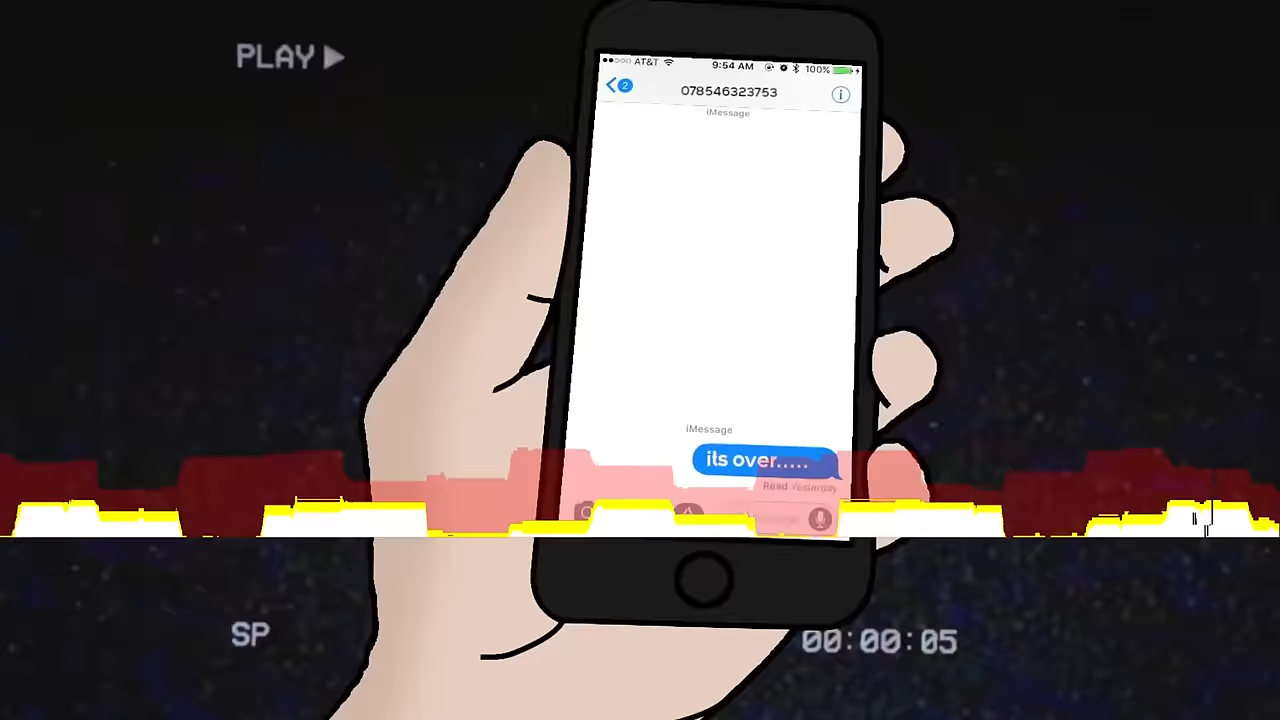 PLAY
AT&T 9:54 AM 100%
2 078546323753 i
iMessage
iMessage
its over.....
Read Yesterday
SP
00:00:05